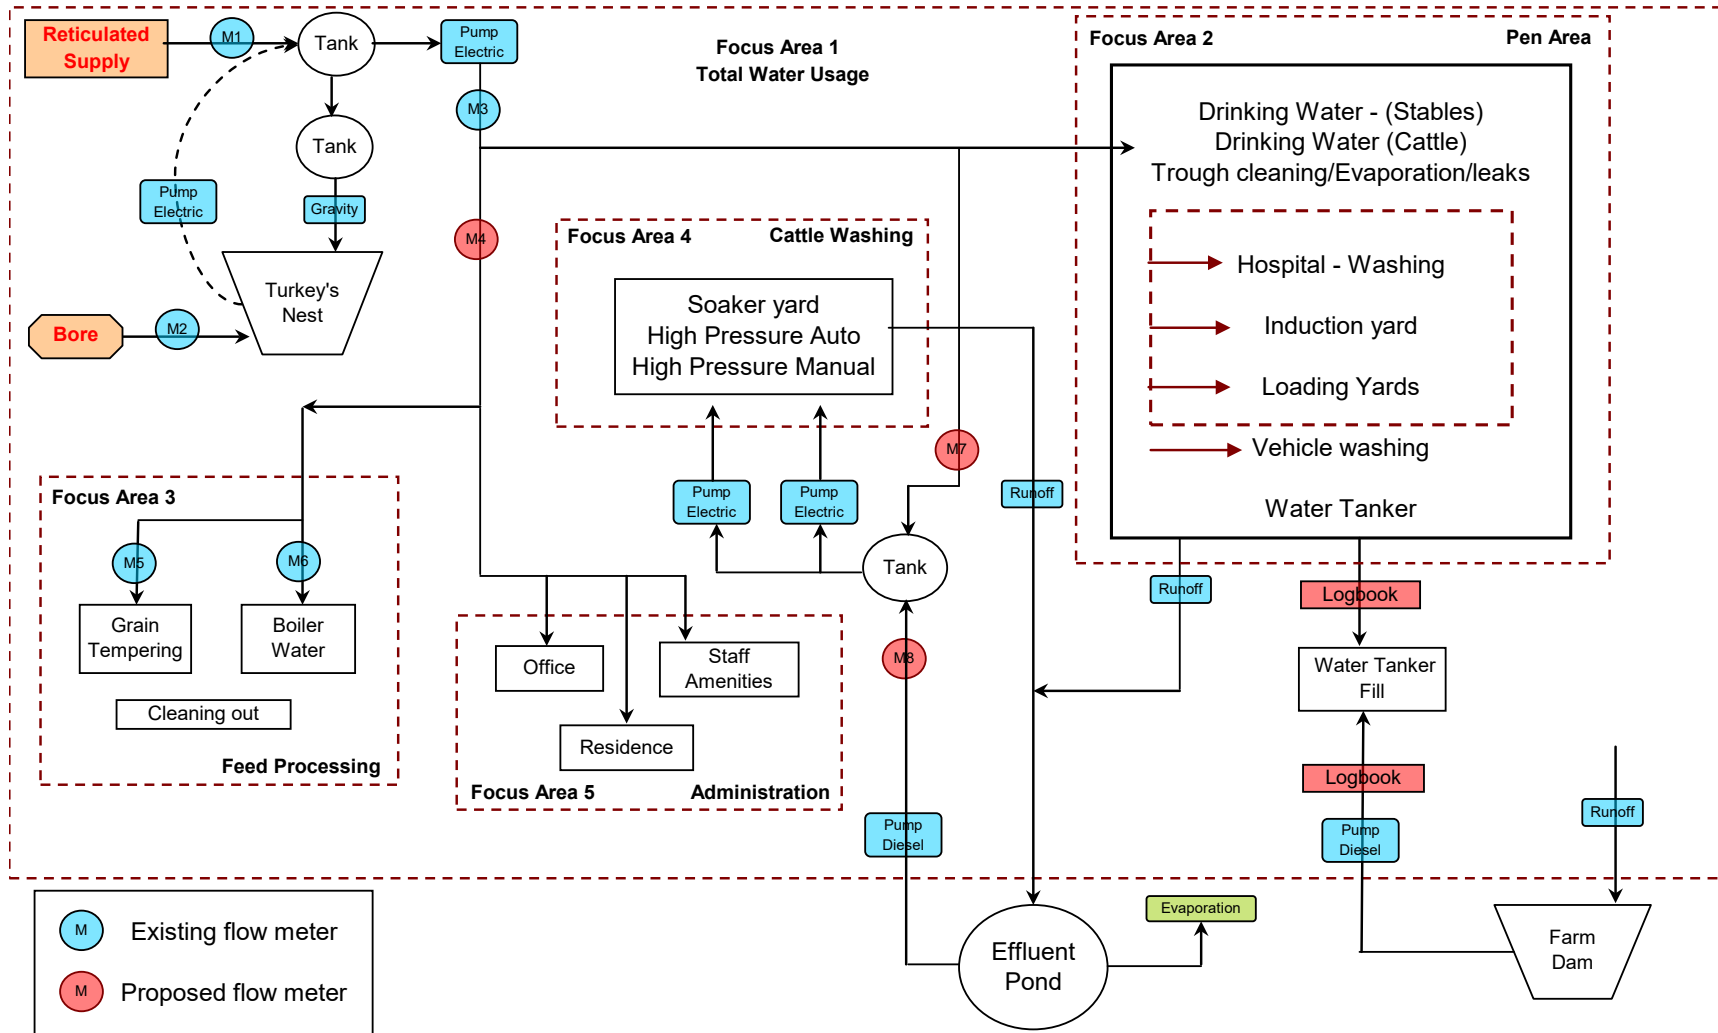 Reticulated
Supply
M1
Tank
Pump
Electric
Focus Area 1
Total Water Usage
M3
Tank
Pump
Electric
Gravity
M4
Turkey's
Nest
Bore
M2
Focus Area 2
Pen Area
Drinking Water - (Stables)
Drinking Water (Cattle)
Trough cleaning/Evaporation/leaks
Hospital - Washing
Induction yard
Loading Yards
Vehicle washing
Water Tanker
Focus Area 4
Cattle Washing
Soaker yard
High Pressure Auto
High Pressure Manual
M7
Pump
Electric
Pump
Electric
Runoff
Tank
Focus Area 3
M5
M6
Grain
Tempering
Boiler
Water
Cleaning out
Feed Processing
Office
Staff
Amenities
Residence
Focus Area 5
Administration
M8
Runoff
Logbook
Water Tanker
Fill
Logbook
Pump
Diesel
Pump
Diesel
Runoff
M
Existing flow meter
M
Proposed flow meter
Effluent
Pond
Evaporation
Farm
Dam